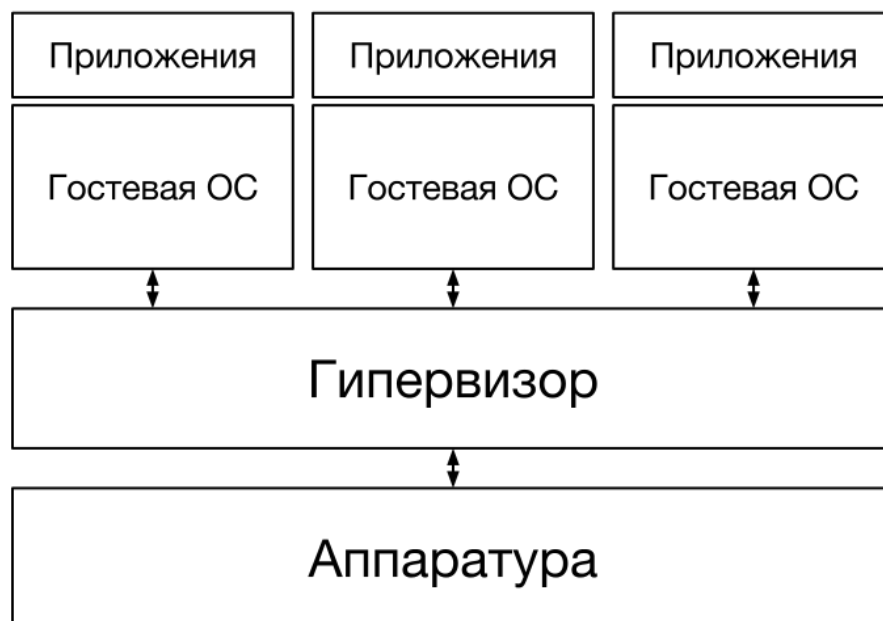 Приложения
Приложения
Приложения
Гостевая ОС
Гостевая ОС
Гостевая ОС
Гипервизор
Аппаратура